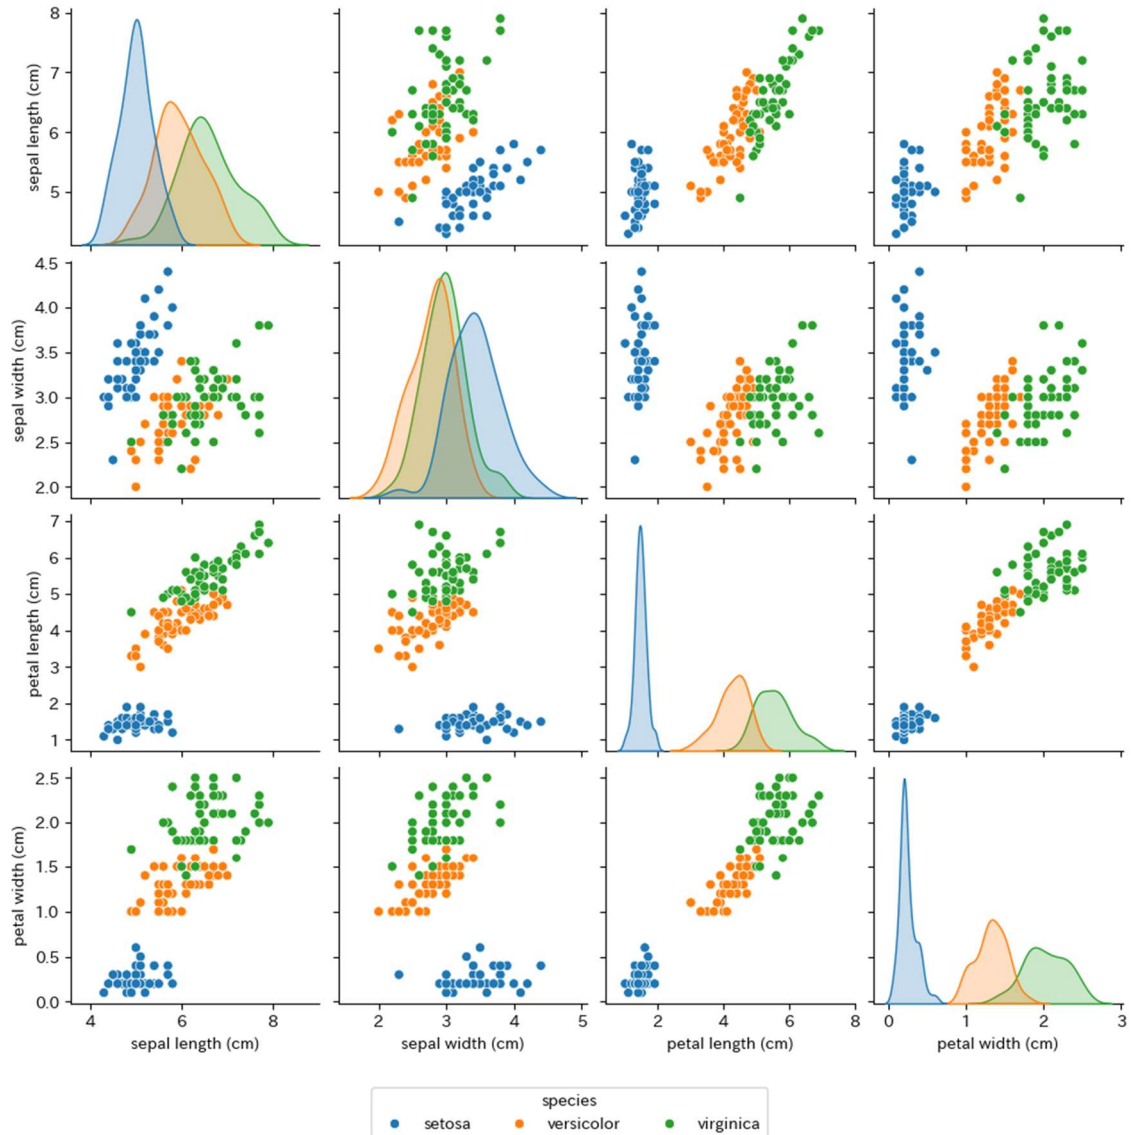 8
7
6
5
sepal length (cm)
4.5
4.0
3.5
3.0
2.5
2.0
sepal width (cm)
7
6
5
4
3
2
1
petal length (cm)
2.5
2.0
1.5
1.0
0.5
0.0
petal width (cm)
4 6 8
2 3 4 5
2 4 6 8
0 1 2 3
sepal length (cm)
sepal width (cm)
petal length (cm)
petal width (cm)
species
setosa versicolor virginica